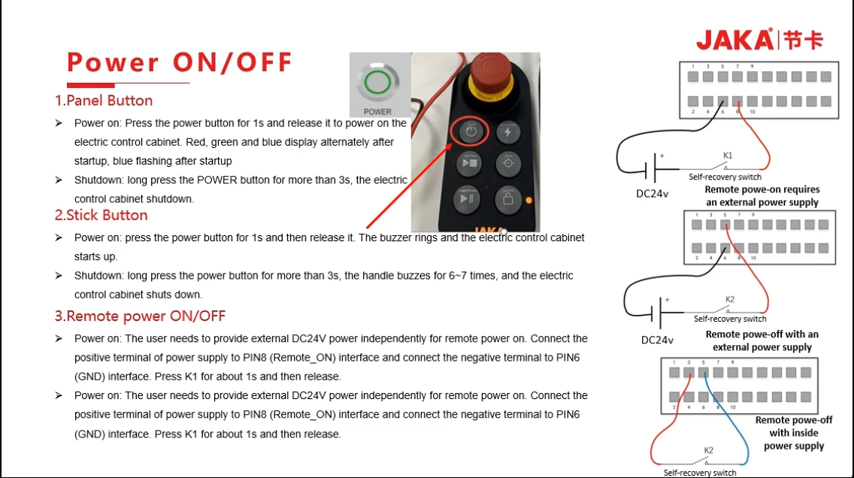 Power ON/OFF
JAKA 节卡
1.Panel Button
POWER
Power on: Press the power button for 1s and release it to power on the
electric control cabinet. Red, green and blue display alternately after
startup, blue flashing after startup
Shutdown: long press the POWER button for more than 3s, the electric
control cabinet shutdown.
2.Stick Button
JAKA
Power on: press the power button for 1s and then release it. The buzzer rings and the electric control cabinet
starts up.
Shutdown: long press the power button for more than 3s, the handle buzzes for 6~7 times, and the electric
control cabinet shuts down.
3.Remote power ON/OFF
Power on: The user needs to provide external DC24V power independently for remote power on. Connect the
positive terminal of power supply to PIN8 (Remote_ON) interface and connect the negative terminal to PIN6
(GND) interface. Press K1 for about 1s and then release.
Power on: The user needs to provide external DC24V power independently for remote power on. Connect the
positive terminal of power supply to PIN8 (Remote_ON) interface and connect the negative terminal to PIN6
(GND) interface. Press K1 for about 1s and then release.
1 3 5 7 9
2 4 6 8 10
+
K1
Self-recovery switch
DC24v
Remote powe-on requires
an external power supply
1 3 5 7 9
2 4 6 8 10
+
K2
Self-recovery switch
DC24v
Remote powe-off with an
external power supply
1 3 5 7 9
2 4 6 8 10
Remote powe-off
with inside
power supply
K2
Self-recovery switch